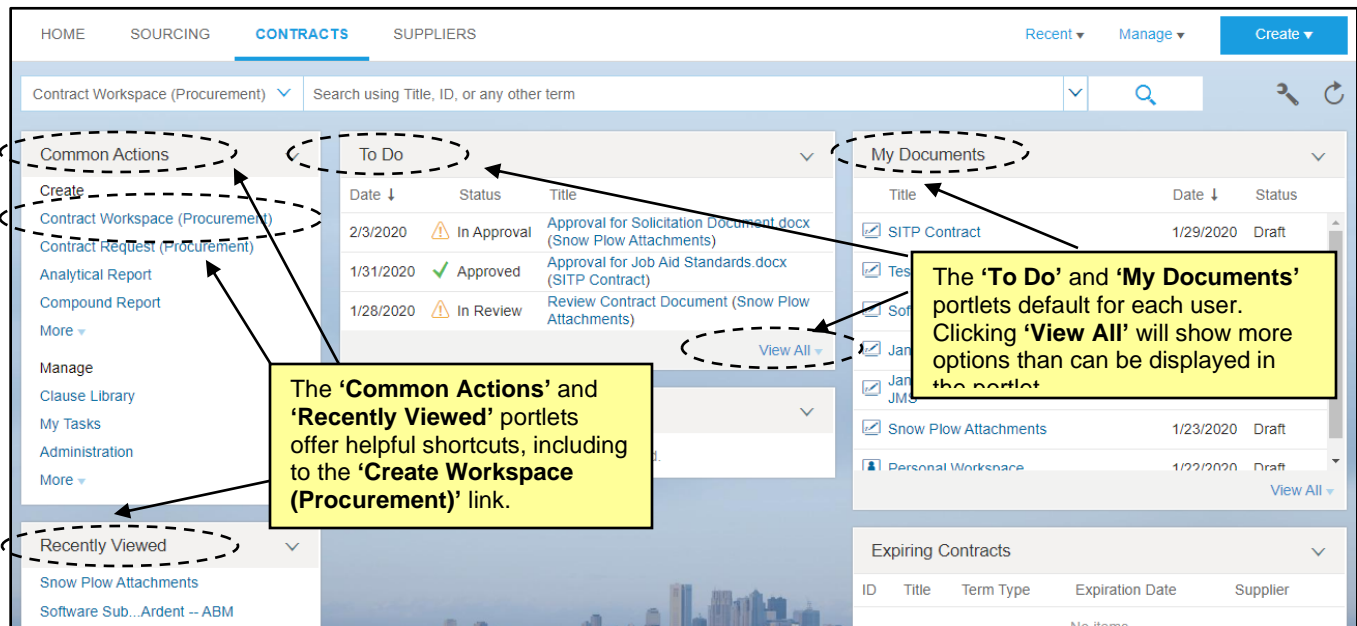 HOME SOURCING CONTRACTS SUPPLIERS Recent Manage Create
Contract Workspace (Procurement) Search using Title, ID, or any other term
Common Actions
Create
Contract Workspace (Procurement)
Contract Request (Procurement)
Analytical Report
Compound Report
More
Manage
Clause Library
My Tasks
Administration
More
Recently Viewed
Snow Plow Attachments
Software Sub...Ardent -- ABM
To Do
Date ↓ Status Title
2/3/2020 In Approval Approval for Solicitation Document.docx
(Snow Plow Attachments)
1/31/2020 Approved Approval for Job Aid Standards.docx
(SITP Contract)
1/28/2020 In Review Review Contract Document (Snow Plow
Attachments)
View All
The ‘Common Actions’ and
‘Recently Viewed’ portlets
offer helpful shortcuts, including
to the ‘Create Workspace
(Procurement)’ link.
My Documents
Title Date ↓ Status
SITP Contract 1/29/2020 Draft
Snow Plow Attachments 1/23/2020 Draft
Personal Workspace 1/22/2020 Draft
View All
The ‘To Do’ and ‘My Documents’
portlets default for each user.
Clicking ‘View All’ will show more
options than can be displayed in
the portlet
Expiring Contracts
ID Title Term Type Expiration Date Supplier
No items